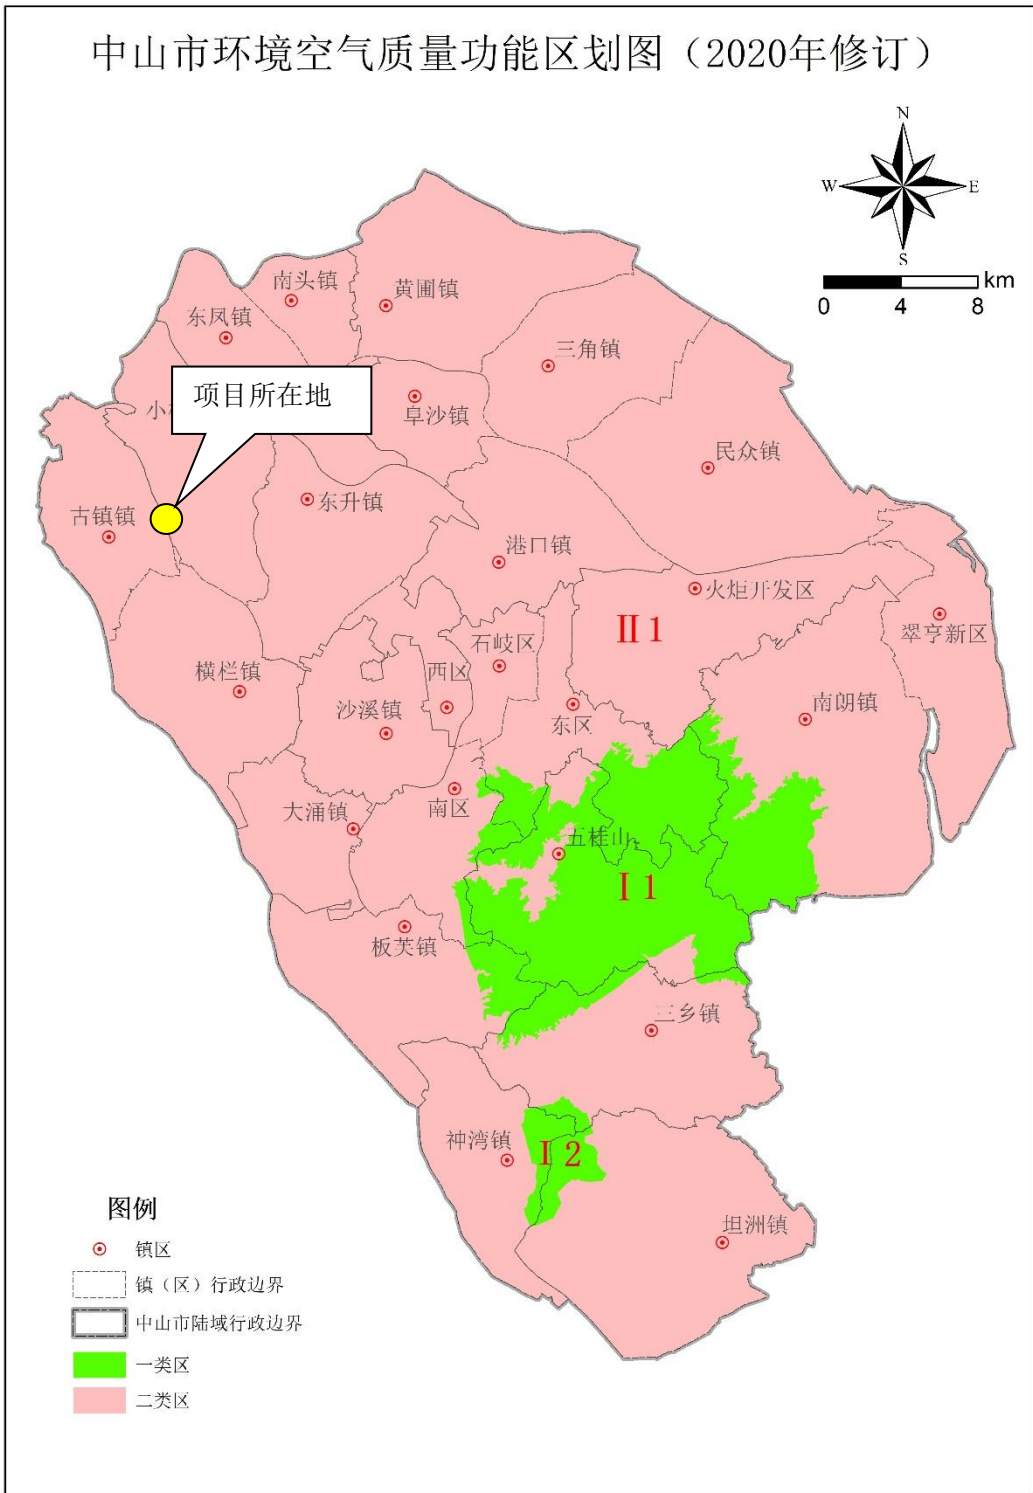 中山市环境空气质量功能区划图（2020年修订）
N
W
E
S
km
0
4
8
南头镇
黄圃镇
东凤镇
三角镇
项目所在地
小
阜沙镇
民众镇
东升镇
古镇镇
港口镇
火炬开发区
Ⅱ1
翠亨新区
石岐区
横栏镇
西区
沙溪镇
南朗镇
东区
南区
大涌镇
五桂山
Ⅰ1
板芙镇
三乡镇
神湾镇
Ⅰ2
坦洲镇
图例
镇区
镇（区）行政边界
中山市陆域行政边界
一类区
二类区